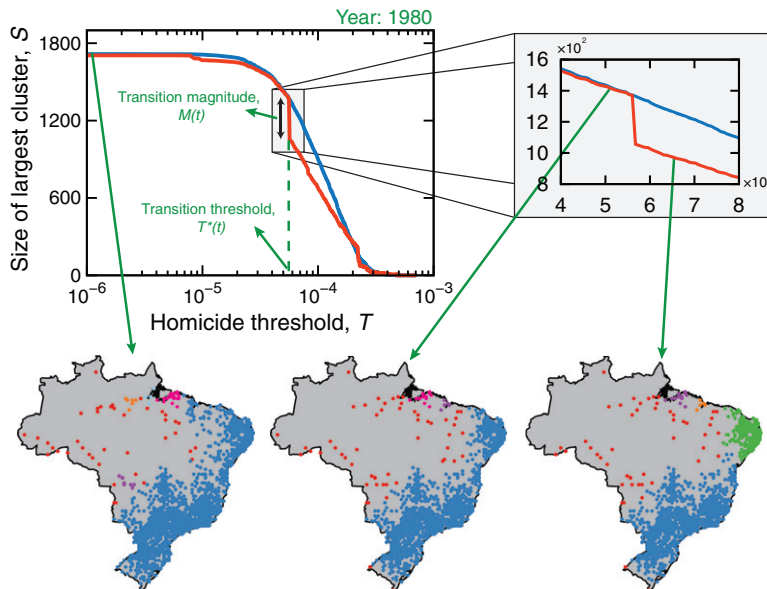 Year: 1980
Size of largest cluster, S
1800
1200
600
0
Transition magnitude,
M(t)
Transition threshold,
T*(t)
10⁻⁶
10⁻⁵
10⁻⁴
10⁻³
Homicide threshold, T
16 ×10²
14
12
10
8
×10
4
5
6
7
8